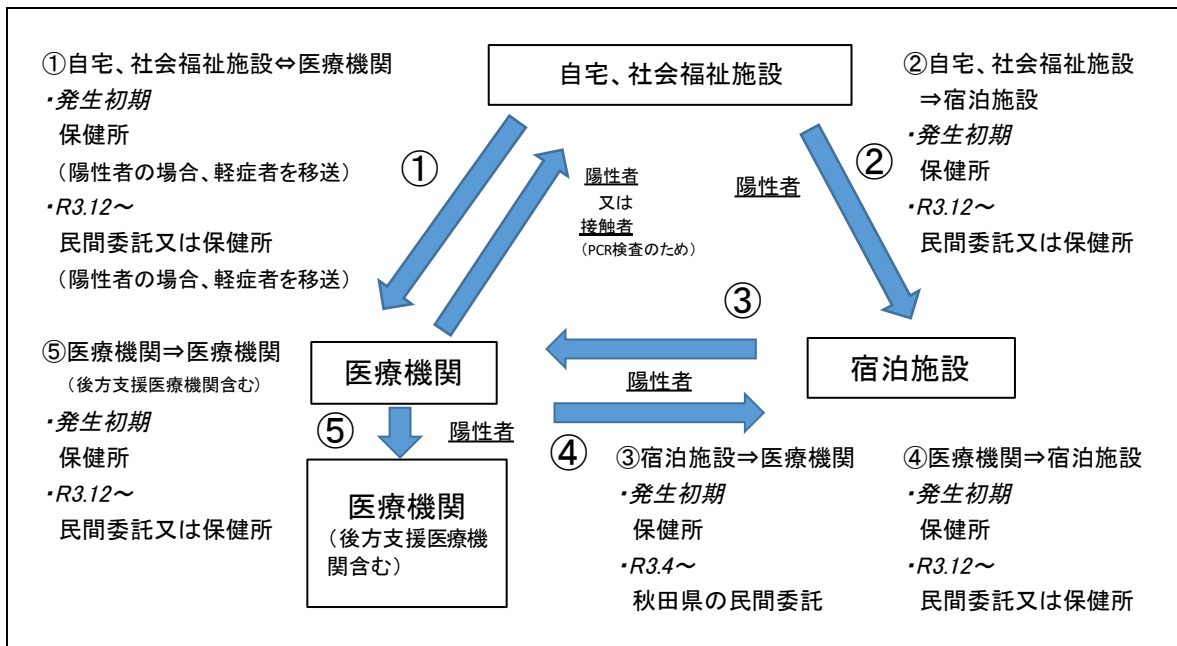 ①自宅、社会福祉施設⇔医療機関
・発生初期
保健所
(陽性者の場合、軽症者を移送)
・R3.12～
民間委託又は保健所
(陽性者の場合、軽症者を移送)
自宅、社会福祉施設
②自宅、社会福祉施設
⇒宿泊施設
・発生初期
保健所
・R3.12～
民間委託又は保健所
①
陽性者
又は
接触者
(PCR検査のため)
陽性者
②
③
⑤医療機関⇒医療機関
(後方支援医療機関含む)
・発生初期
保健所
・R3.12～
民間委託又は保健所
医療機関
陽性者
宿泊施設
⑤
陽性者
④
医療機関
(後方支援医療機
関含む)
③宿泊施設⇒医療機関
・発生初期
保健所
・R3.4～
秋田県の民間委託
④医療機関⇒宿泊施設
・発生初期
保健所
・R3.12～
民間委託又は保健所